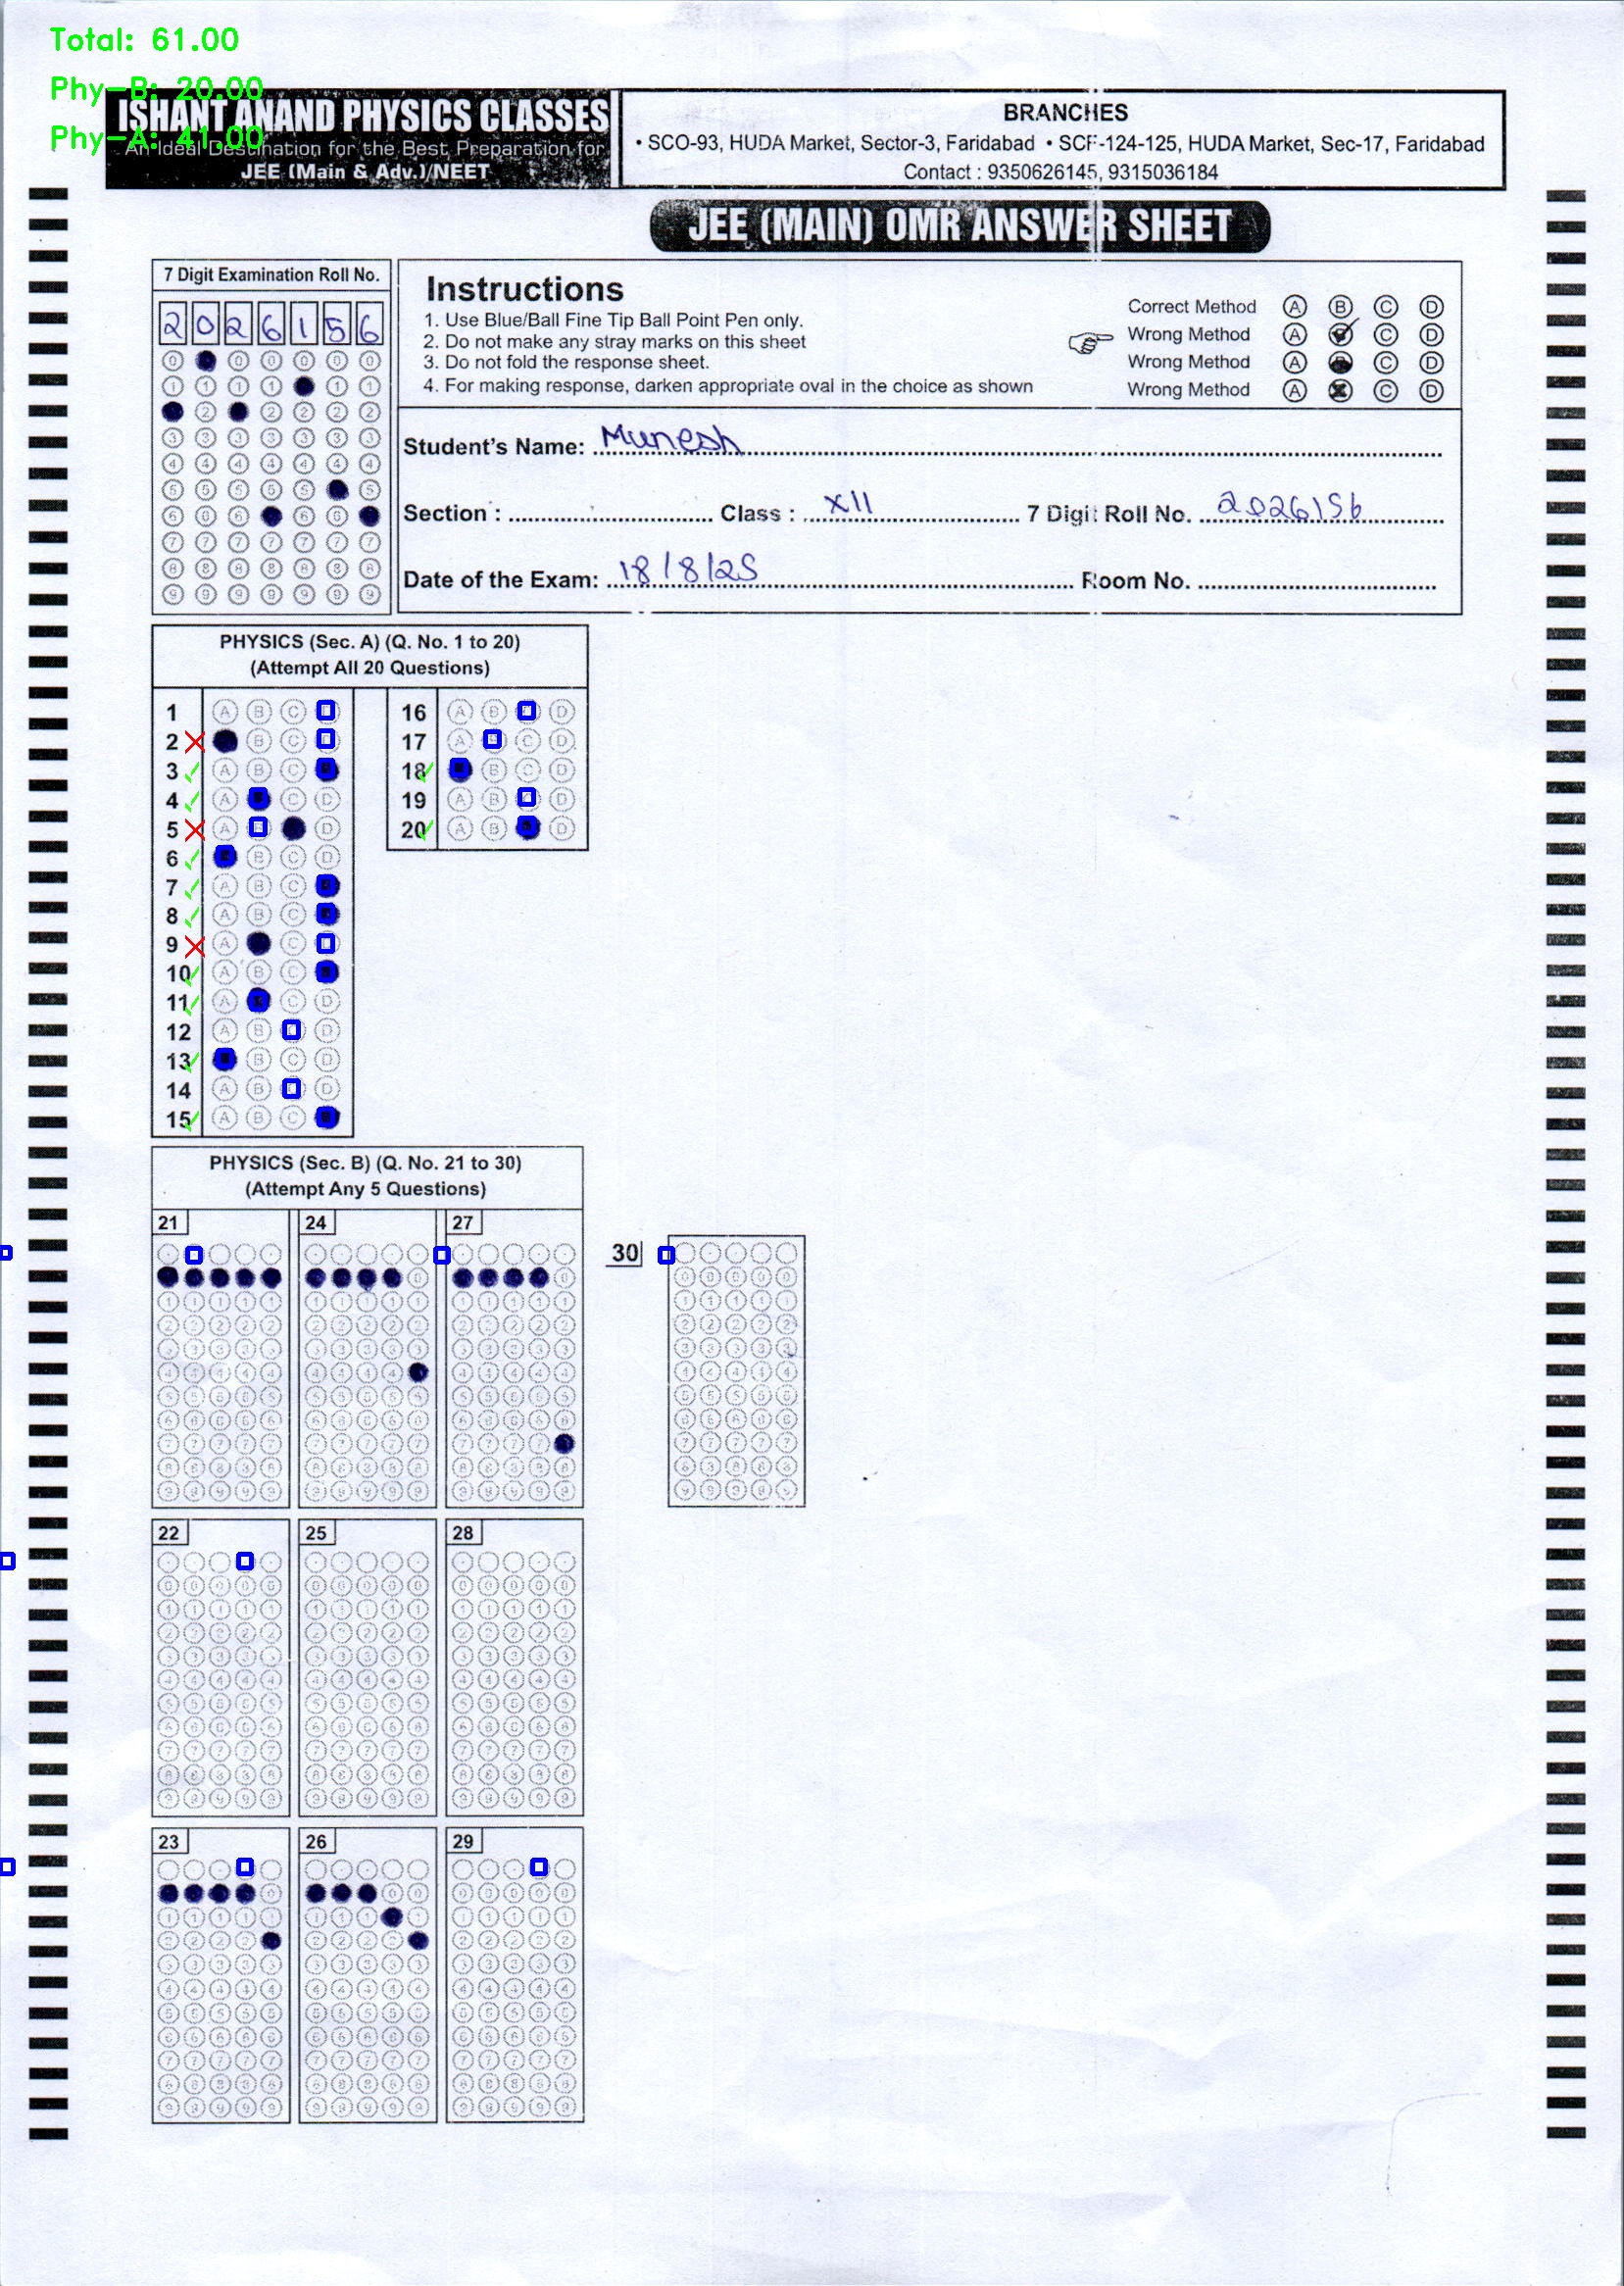 Total: 61.00
Phy-B: 20.00
Phy-A: 41.00
ISHANT ANAND PHYSICS CLASSES
An Ideal Destination for the Best Preparation for
JEE (Main & Adv.)/NEET
BRANCHES
• SCO-93, HUDA Market, Sector-3, Faridabad • SCF-124-125, HUDA Market, Sec-17, Faridabad
Contact : 9350626145, 9315036184
JEE (MAIN) OMR ANSWER SHEET
7 Digit Examination Roll No.
2 0 2 6 1 5 6
Instructions
1. Use Blue/Ball Fine Tip Ball Point Pen only.
2. Do not make any stray marks on this sheet
3. Do not fold the response sheet.
4. For making response, darken appropriate oval in the choice as shown
Correct Method A B C D
Wrong Method A C D
Wrong Method A C D
Wrong Method A C D
Student's Name: Munesh
Section : Class : XII 7 Digit Roll No. 2026156
Date of the Exam: 18/8/25 Room No.
PHYSICS (Sec. A) (Q. No. 1 to 20)
(Attempt All 20 Questions)
1 A B C
2 B C
3 A B C
4 A C D
5 A D
6 B C D
7 A B C
8 A B C
9 A C
10 A B C
11 A C D
12 A B D
13 B C D
14 A B D
15 A B C
16 A B D
17 A C D
18 B C D
19 A B D
20 A B D
PHYSICS (Sec. B) (Q. No. 21 to 30)
(Attempt Any 5 Questions)
21 24 27 30
22 25 28
23 26 29